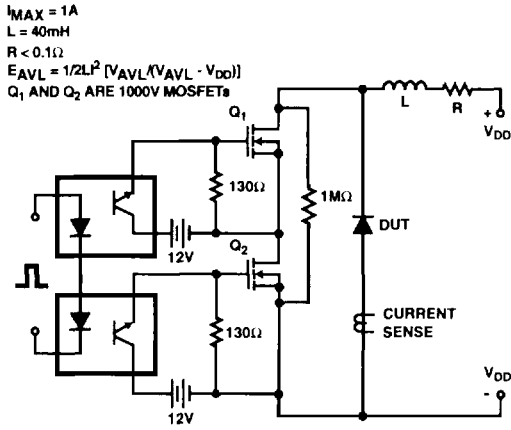 IMAX = 1A
L = 40mH
R < 0.1Ω
EAVL = 1/2LI² [VAVL/(VAVL - VDD)]
Q1 AND Q2 ARE 1000V MOSFETs
Q1
L
R
+
VDD
130Ω
1MΩ
12V
DUT
Q2
CURRENT
SENSE
130Ω
VDD
-
12V